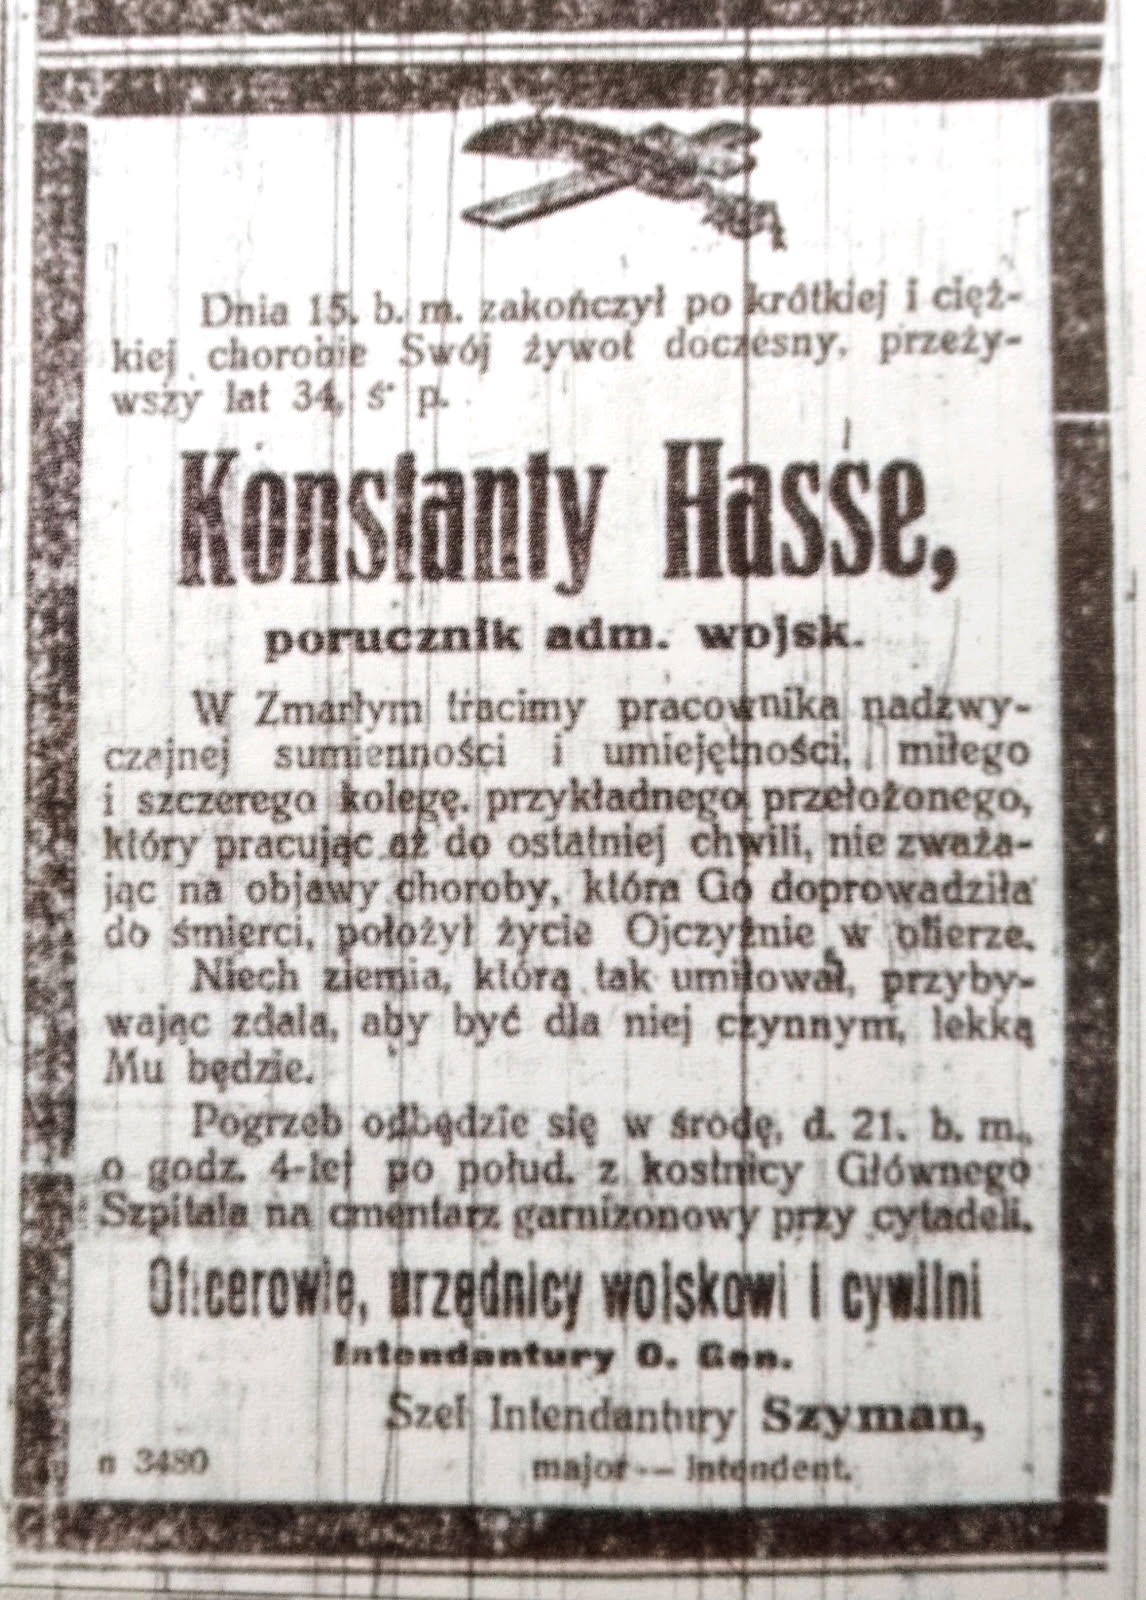 Dnia 15. b. m. zakończył po krótkiej i cięż-
kiej chorobie Swój żywot doczesny, przeży-
wszy lat 34, ś. p.
Konstanty Hasse,
porucznik adm. wojsk.
W Zmarłym tracimy pracownika nadzwy-
czajnej sumienności i umiejętności, miłego
i szczerego kolegę, przykładnego przełożonego,
który pracując aż do ostatniej chwili, nie zważa-
jąc na objawy choroby, która Go doprowadziła
do śmierci, położył życie Ojczyźnie w ofierze.
Niech ziemia, którą tak umiłował, przyby-
wając zdala, aby być dla niej czynnym, lekką
Mu będzie.
Pogrzeb odbędzie się w środę, d. 21. b. m.,
o godz. 4-tej po połud. z kostnicy Głównego
Szpitala na cmentarz garnizonowy przy cytadeli.
Oficerowie, urzędnicy wojskowi i cywilni
Intendantury O. Gen.
Szef Intendantury Szyman,
n 3480 major — Intendent.